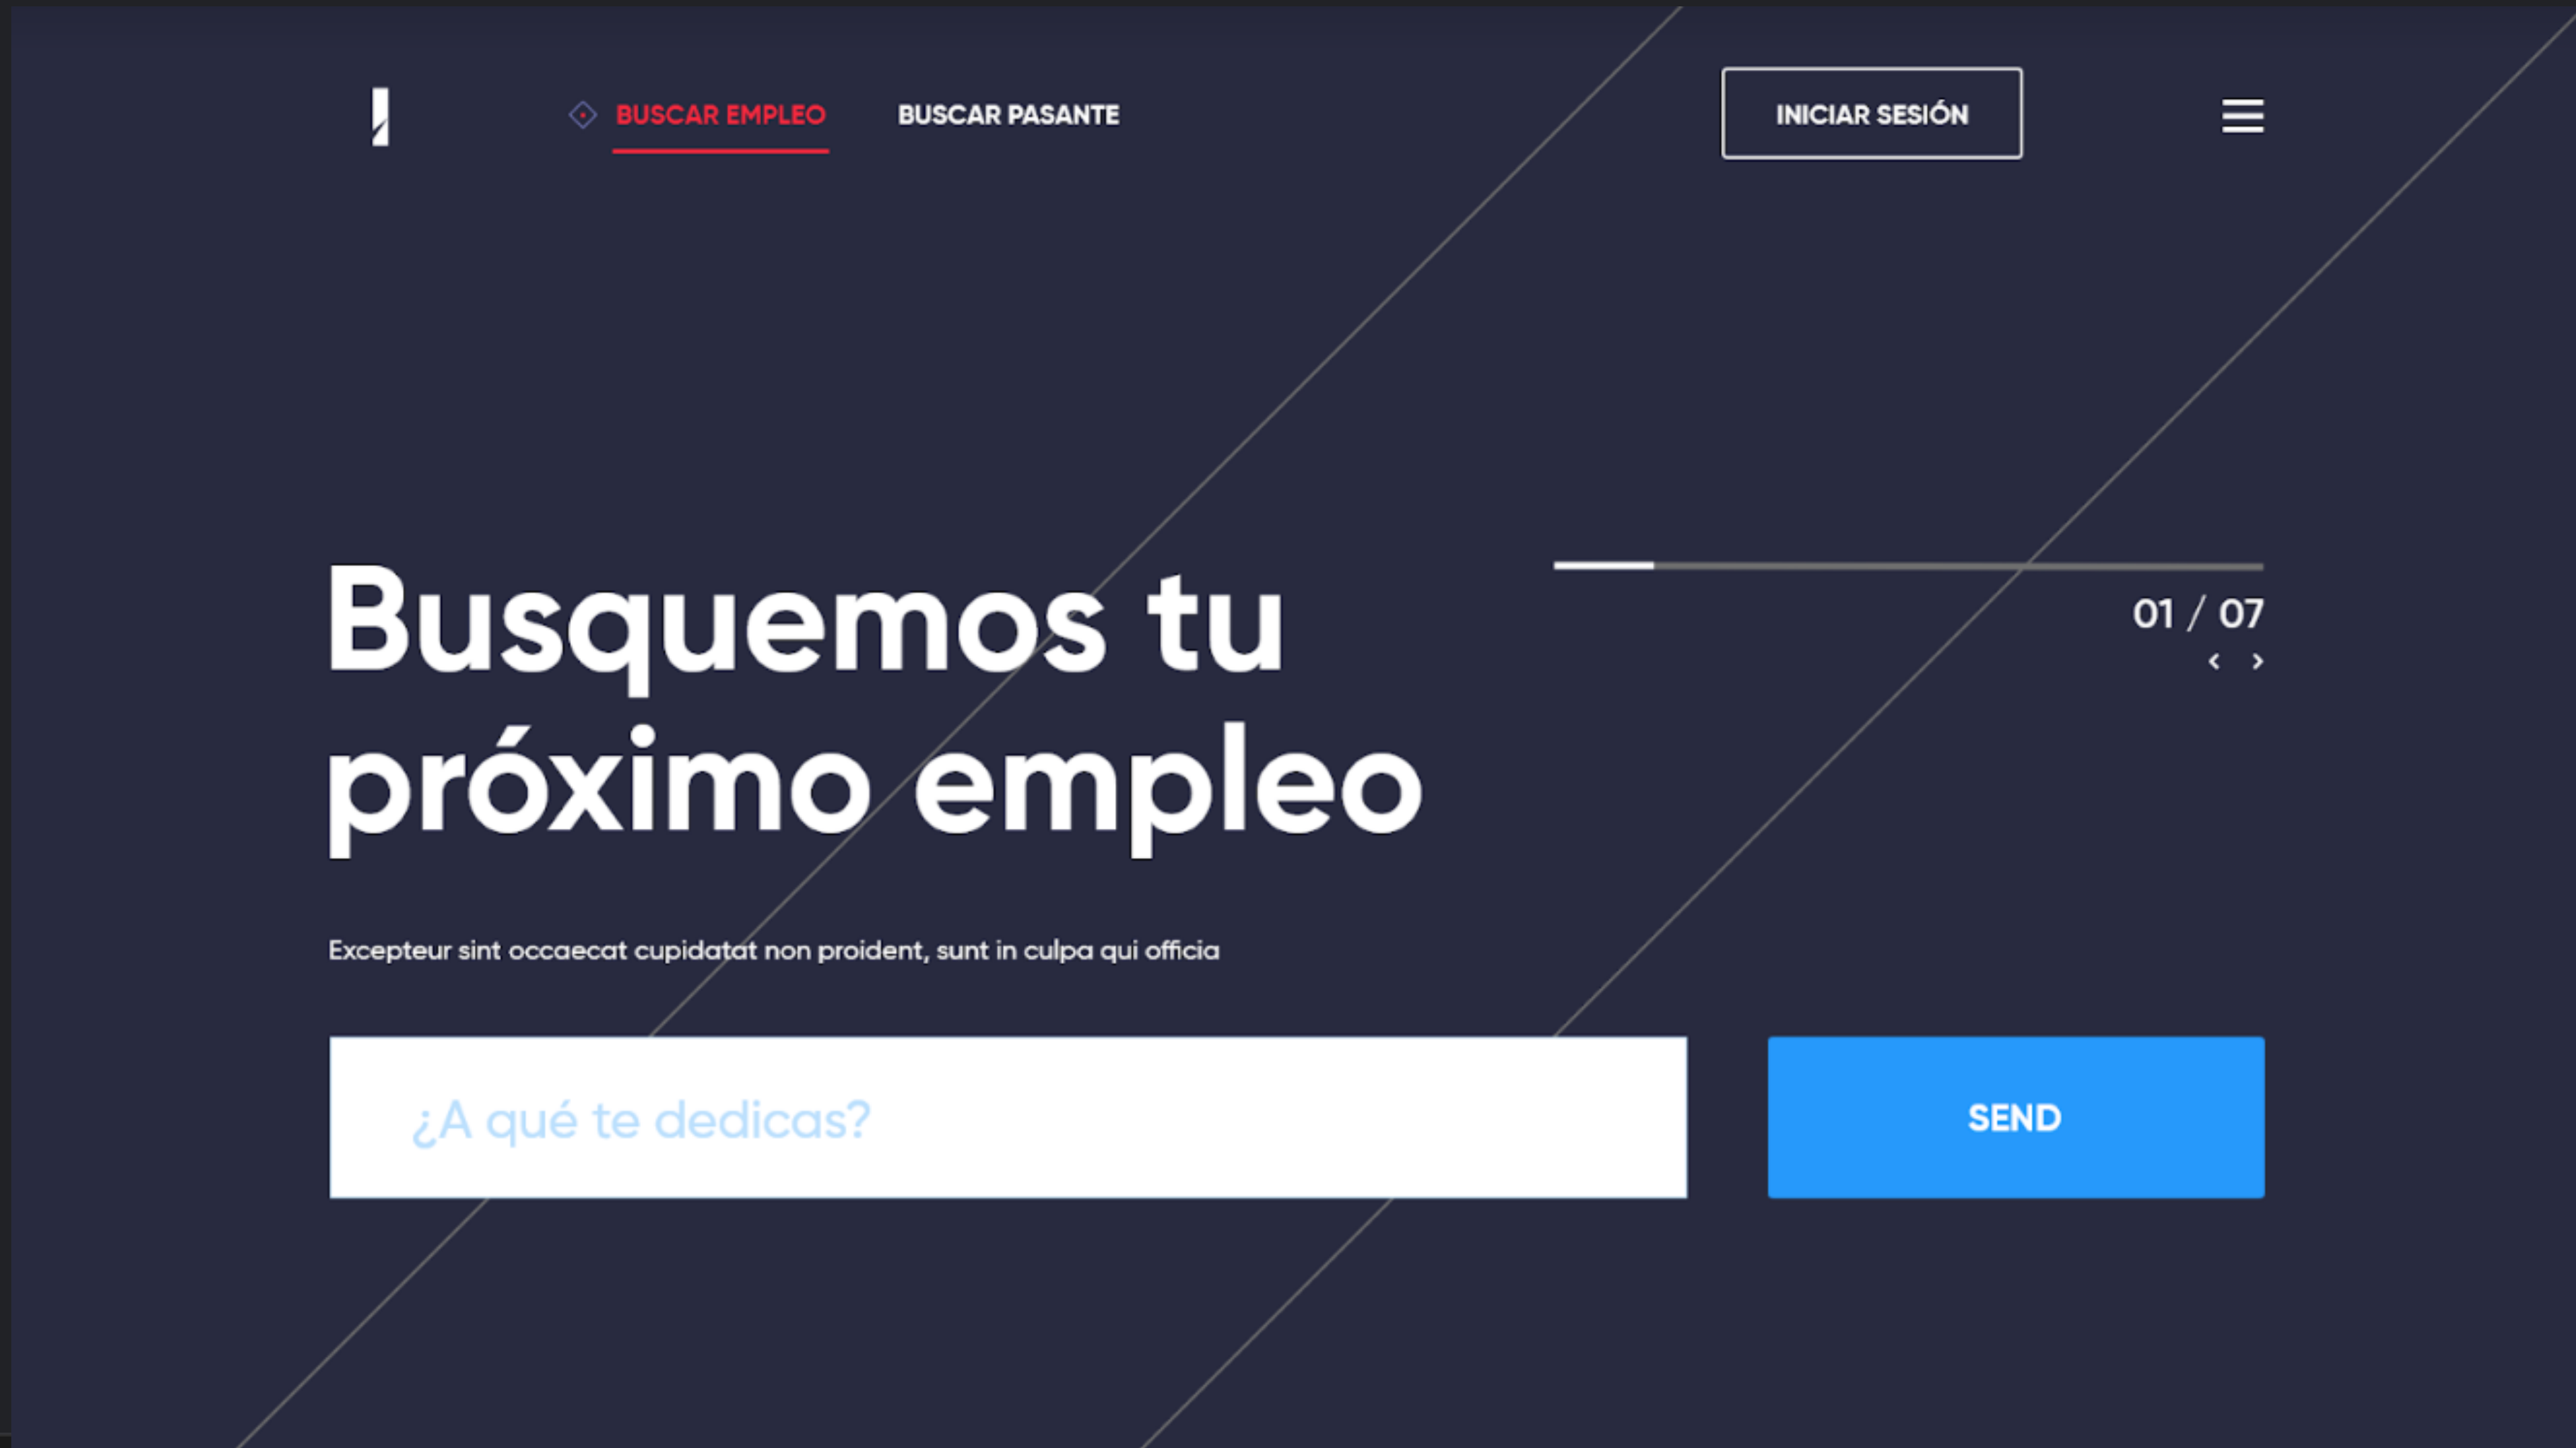 BUSCAR EMPLEO
BUSCAR PASANTE
INICIAR SESIÓN
Busquemos tu
próximo empleo
01 / 07
Excepteur sint occaecat cupidatat non proident, sunt in culpa qui officia
¿A qué te dedicas?
SEND